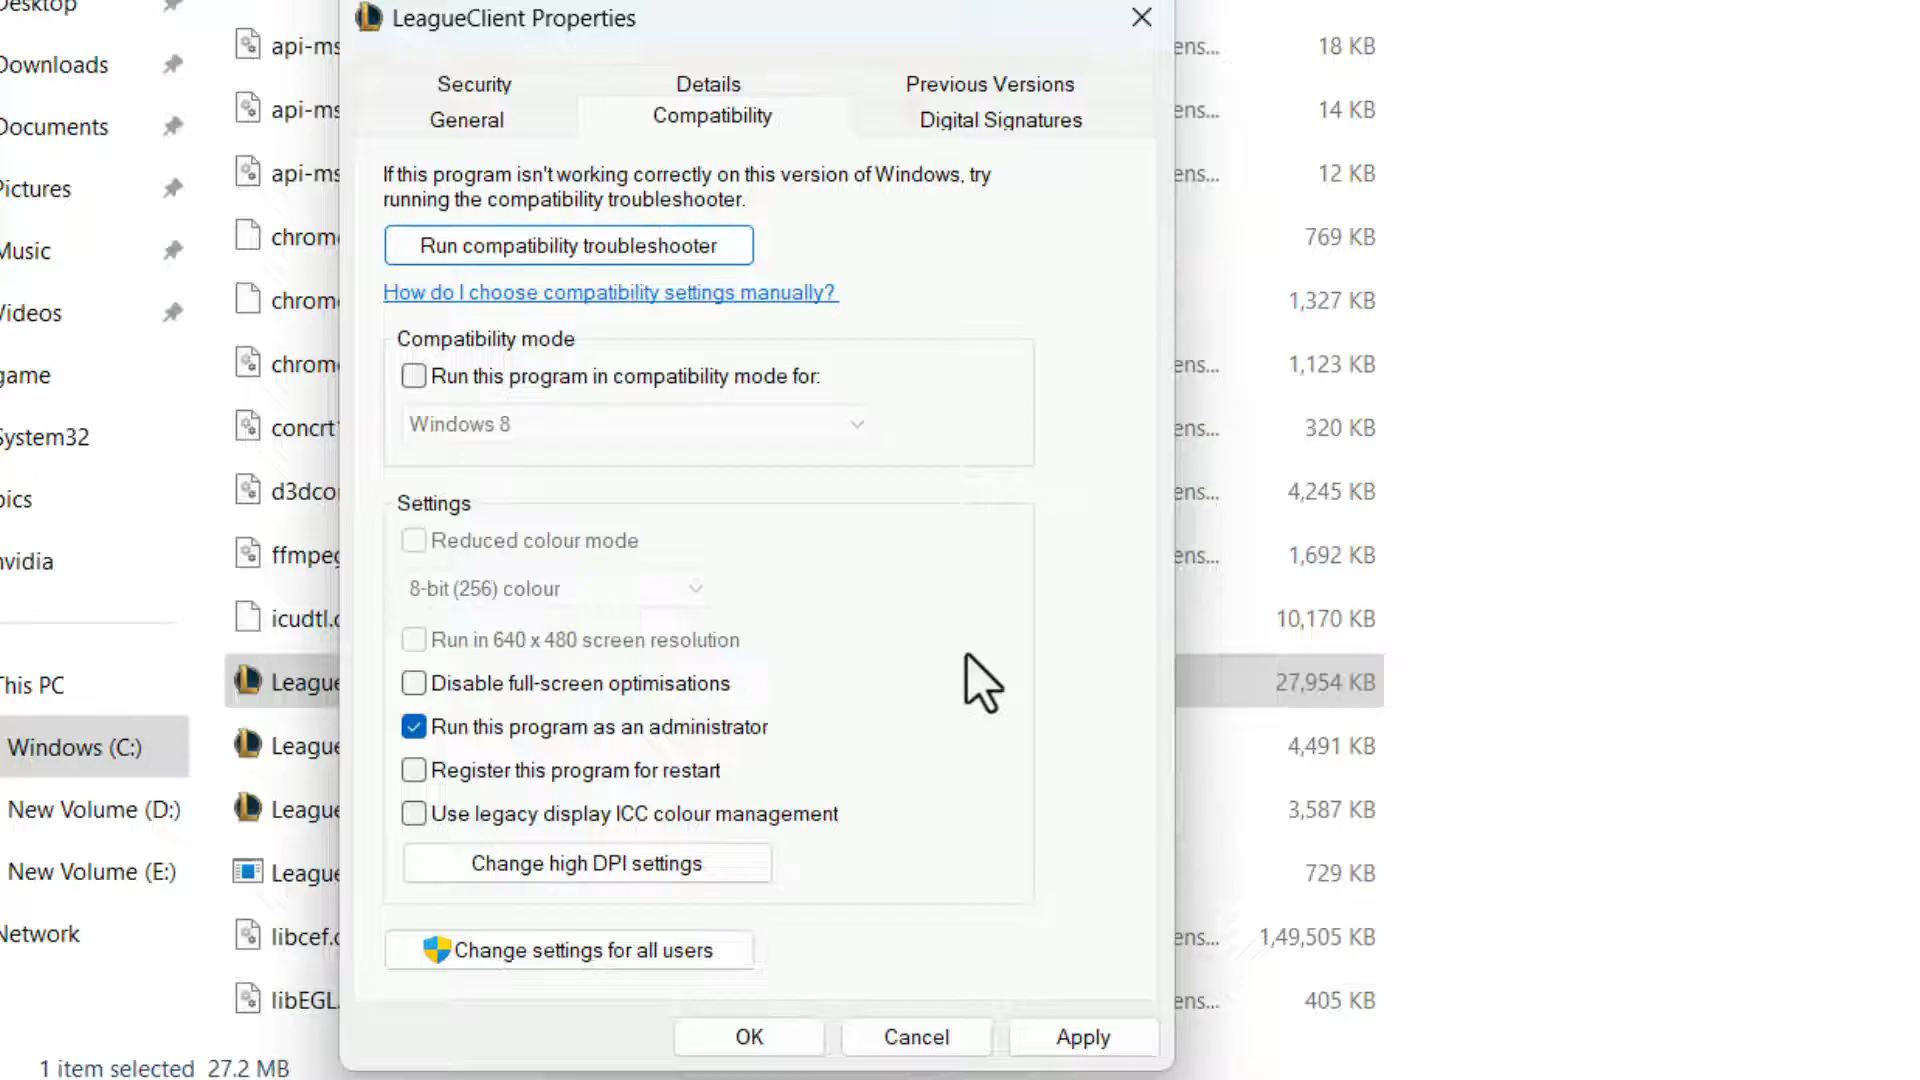 LeagueClient Properties
Security
Details
Previous Versions
General
Compatibility
Digital Signatures
If this program isn't working correctly on this version of Windows, try
running the compatibility troubleshooter.
Run compatibility troubleshooter
How do I choose compatibility settings manually?
Compatibility mode
Run this program in compatibility mode for:
Windows 8
Settings
Reduced colour mode
8-bit (256) colour
Run in 640 x 480 screen resolution
Disable full-screen optimisations
Run this program as an administrator
Register this program for restart
Use legacy display ICC colour management
Change high DPI settings
Change settings for all users
OK
Cancel
Apply
Desktop
Downloads
Documents
Pictures
Music
Videos
game
System32
pics
nvidia
This PC
Windows (C:)
New Volume (D:)
New Volume (E:)
Network
api-ms
api-ms
api-ms
chrome
chrome
chrome
concrt1
d3dco
ffmpeg
icudtl.d
League
League
League
League
libcef.d
libEGL.
ens...
18 KB
ens...
14 KB
ens...
12 KB
769 KB
1,327 KB
ens...
1,123 KB
ens...
320 KB
ens...
4,245 KB
ens...
1,692 KB
10,170 KB
27,954 KB
4,491 KB
3,587 KB
729 KB
ens...
1,49,505 KB
ens...
405 KB
1 item selected 27.2 MB